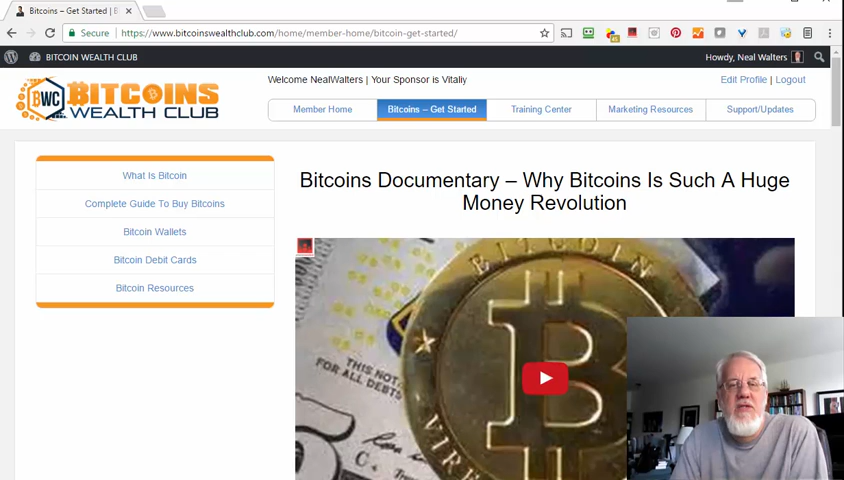 Bitcoins – Get Started | B
Secure
https://www.bitcoinswealthclub.com/home/member-home/bitcoin-get-started/
BITCOIN WEALTH CLUB
Howdy, Neal Walters
BWC BITCOINS
WEALTH CLUB
Welcome NealWalters | Your Sponsor is Vitaliy
Edit Profile | Logout
Member Home
Bitcoins – Get Started
Training Center
Marketing Resources
Support/Updates
What Is Bitcoin
Complete Guide To Buy Bitcoins
Bitcoin Wallets
Bitcoin Debit Cards
Bitcoin Resources
Bitcoins Documentary – Why Bitcoins Is Such A Huge
Money Revolution
BITCOIN
THIS NOT
FOR ALL DEBTS
VIRE